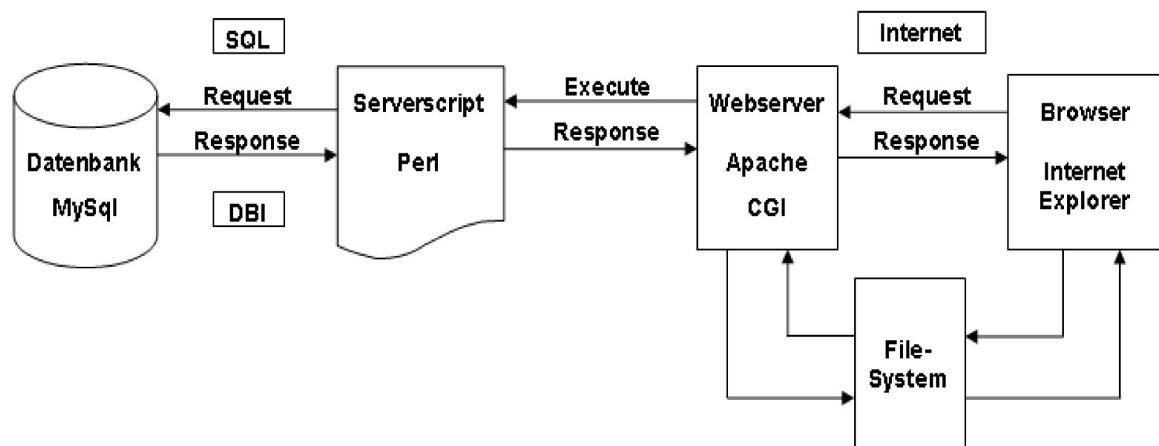 SQL
Internet
Request
Response
Datenbank
MySql
DBI
Serverscript
Perl
Execute
Response
Webserver
Apache
CGI
Request
Response
Browser
Internet
Explorer
File-
System